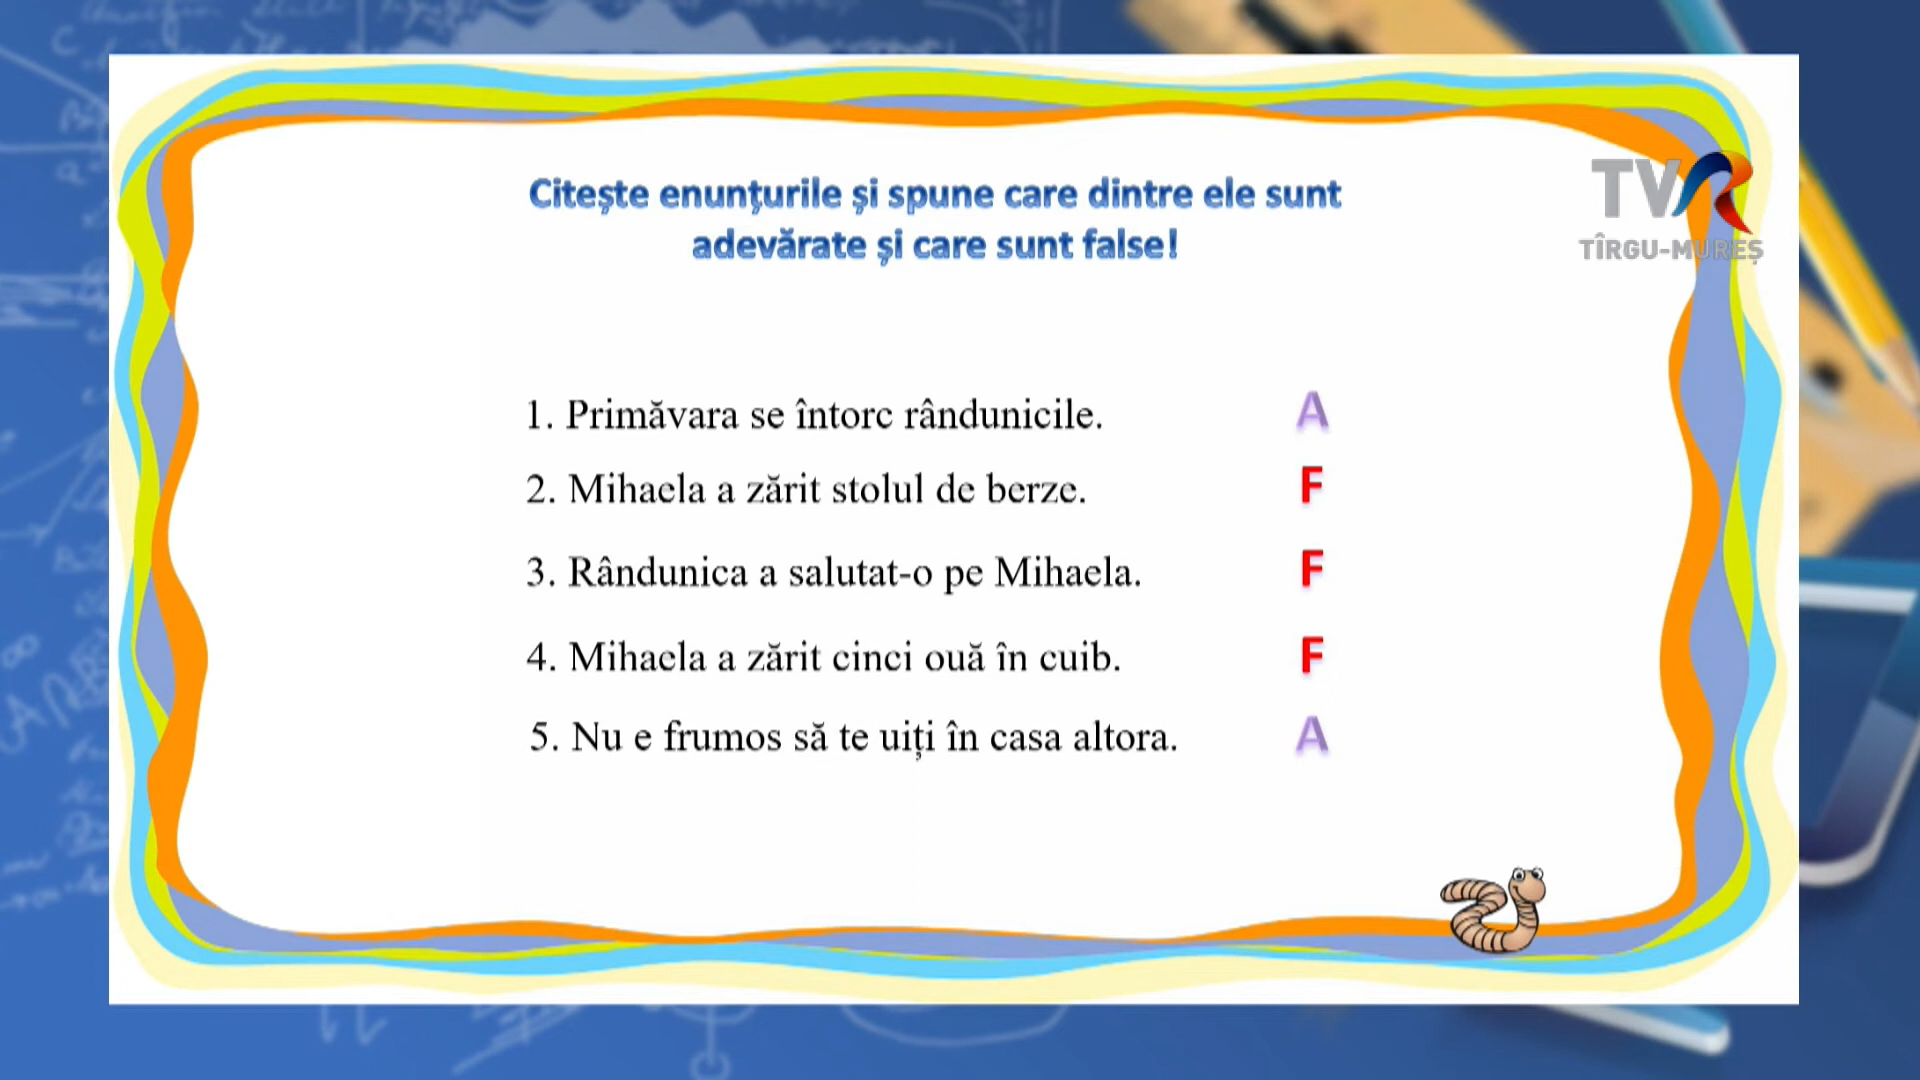 Citește enunțurile și spune care dintre ele sunt
adevărate și care sunt false!
TVR
TÎRGU-MUREȘ
1. Primăvara se întorc rândunicile. A
2. Mihaela a zărit stolul de berze. F
3. Rândunica a salutat-o pe Mihaela. F
4. Mihaela a zărit cinci ouă în cuib. F
5. Nu e frumos să te uiți în casa altora. A